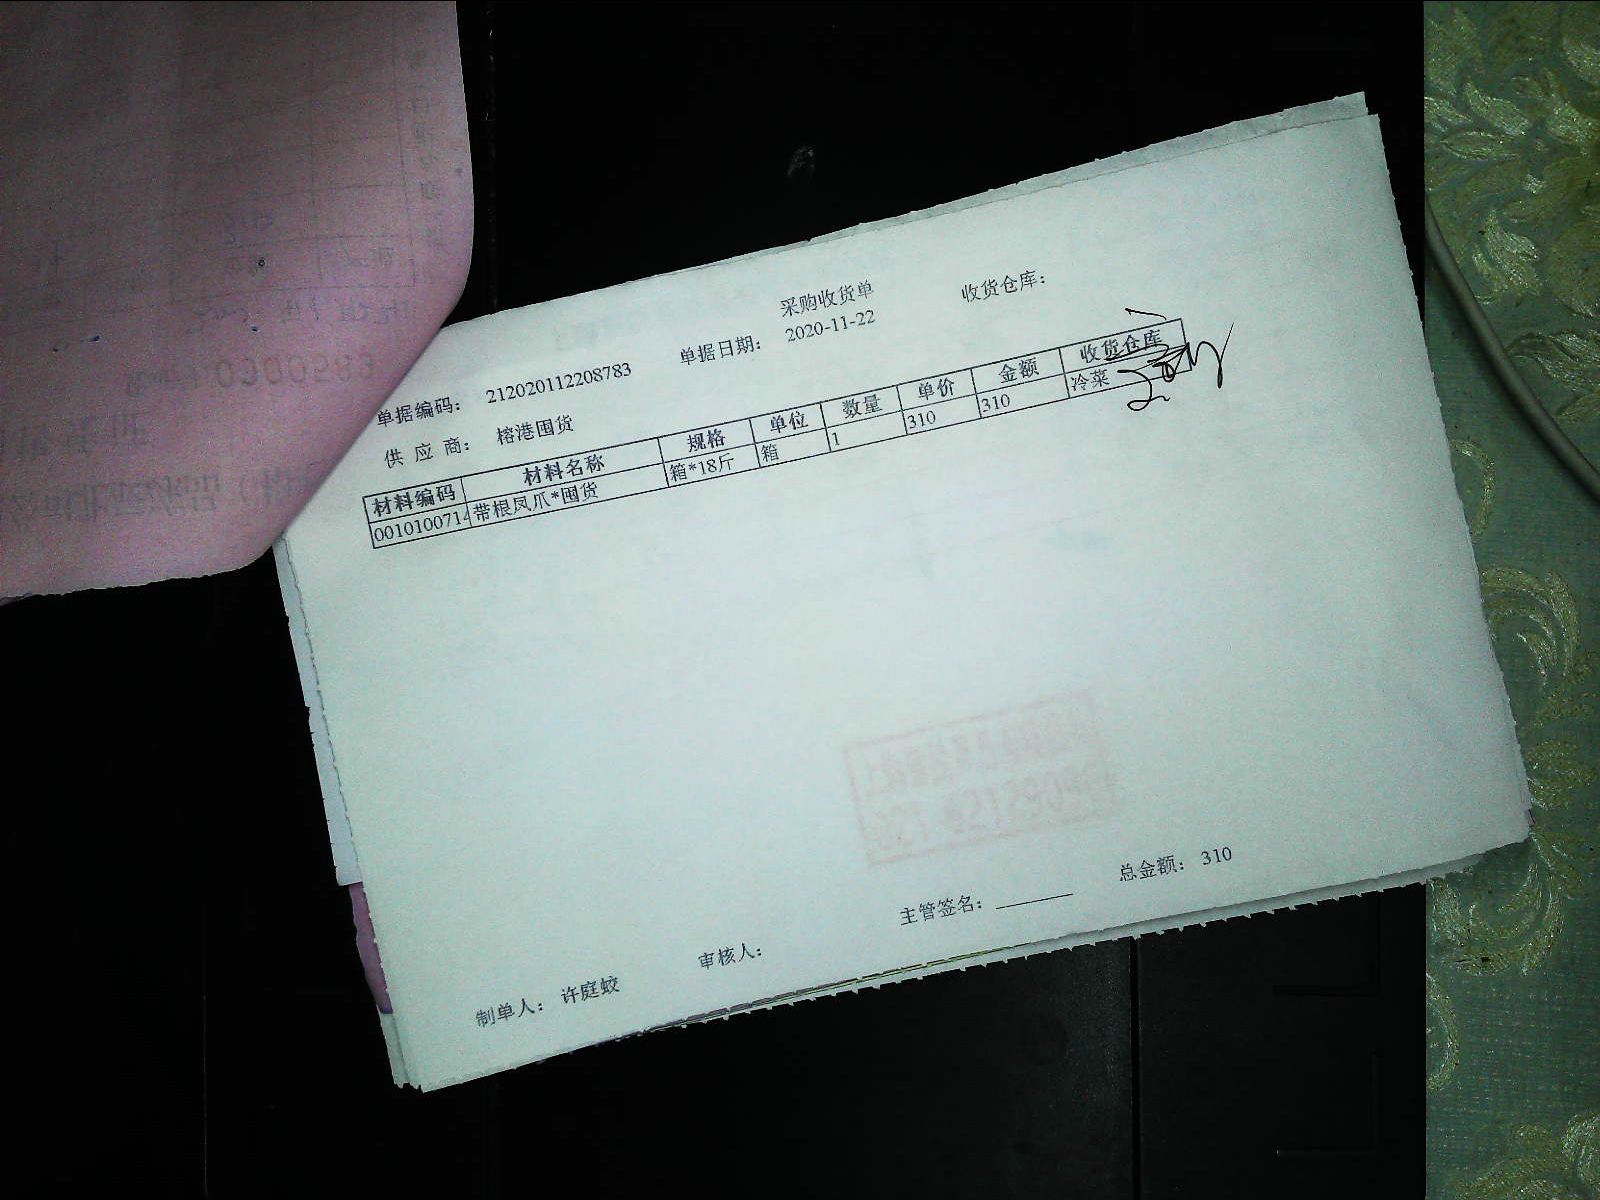 采购收货单
单据编码： 212020112208783 单据日期： 2020-11-22 收货仓库：
供 应 商： 榕港囤货
材料编码 材料名称 规格 单位 数量 单价 金额 收货仓库
0010100714 带根凤爪*囤货 箱*18斤 箱 1 310 310 冷菜
总金额： 310
主管签名：
审核人：
制单人： 许庭蛟